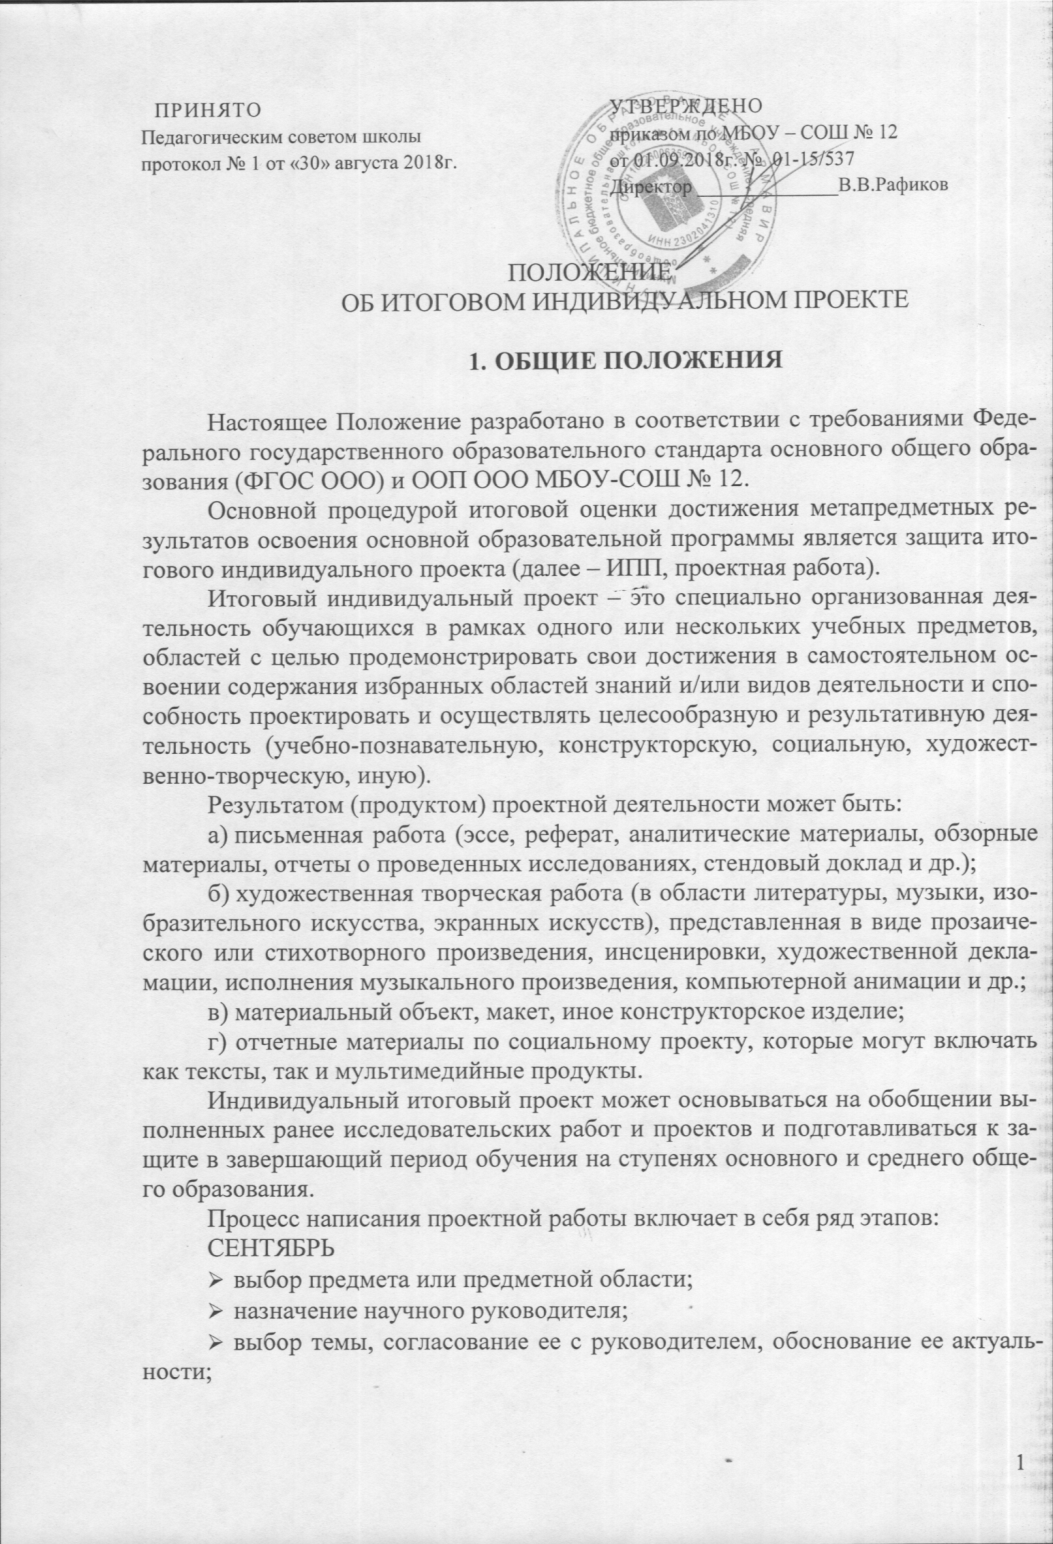 ПРИНЯТО
Педагогическим советом школы
протокол № 1 от «30» августа 2018г.
УТВЕРЖДЕНО
приказом по МБОУ – СОШ № 12
от 01.09.2018г. № 01-15/537
Директор _______________В.В.Рафиков
ИНН 2302041310
ПОЛОЖЕНИЕ
ОБ ИТОГОВОМ ИНДИВИДУАЛЬНОМ ПРОЕКТЕ
1. ОБЩИЕ ПОЛОЖЕНИЯ
Настоящее Положение разработано в соответствии с требованиями Феде-
рального государственного образовательного стандарта основного общего обра-
зования (ФГОС ООО) и ООП ООО МБОУ-СОШ № 12.
Основной процедурой итоговой оценки достижения метапредметных ре-
зультатов освоения основной образовательной программы является защита ито-
гового индивидуального проекта (далее – ИПП, проектная работа).
Итоговый индивидуальный проект – это специально организованная дея-
тельность обучающихся в рамках одного или нескольких учебных предметов,
областей с целью продемонстрировать свои достижения в самостоятельном ос-
воении содержания избранных областей знаний и/или видов деятельности и спо-
собность проектировать и осуществлять целесообразную и результативную дея-
тельность (учебно-познавательную, конструкторскую, социальную, художест-
венно-творческую, иную).
Результатом (продуктом) проектной деятельности может быть:
а) письменная работа (эссе, реферат, аналитические материалы, обзорные
материалы, отчеты о проведенных исследованиях, стендовый доклад и др.);
б) художественная творческая работа (в области литературы, музыки, изо-
бразительного искусства, экранных искусств), представленная в виде прозаиче-
ского или стихотворного произведения, инсценировки, художественной декла-
мации, исполнения музыкального произведения, компьютерной анимации и др.;
в) материальный объект, макет, иное конструкторское изделие;
г) отчетные материалы по социальному проекту, которые могут включать
как тексты, так и мультимедийные продукты.
Индивидуальный итоговый проект может основываться на обобщении вы-
полненных ранее исследовательских работ и проектов и подготавливаться к за-
щите в завершающий период обучения на ступенях основного и среднего обще-
го образования.
Процесс написания проектной работы включает в себя ряд этапов:
СЕНТЯБРЬ
➢ выбор предмета или предметной области;
➢ назначение научного руководителя;
➢ выбор темы, согласование ее с руководителем, обоснование ее актуаль-
ности;
1